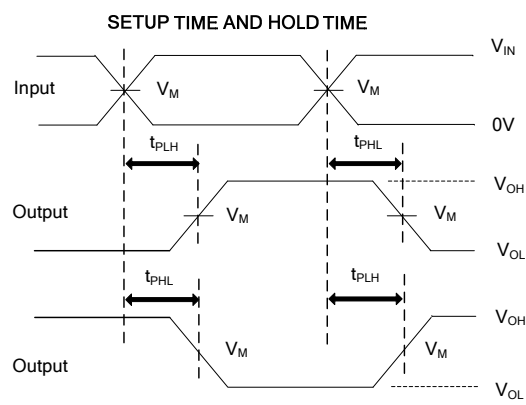 SETUP TIME AND HOLD TIME
V_IN
Input V_M V_M
0V
t_PLH t_PHL
V_OH
Output V_M V_M
V_OL
t_PHL t_PLH
V_OH
V_M V_M
Output
V_OL